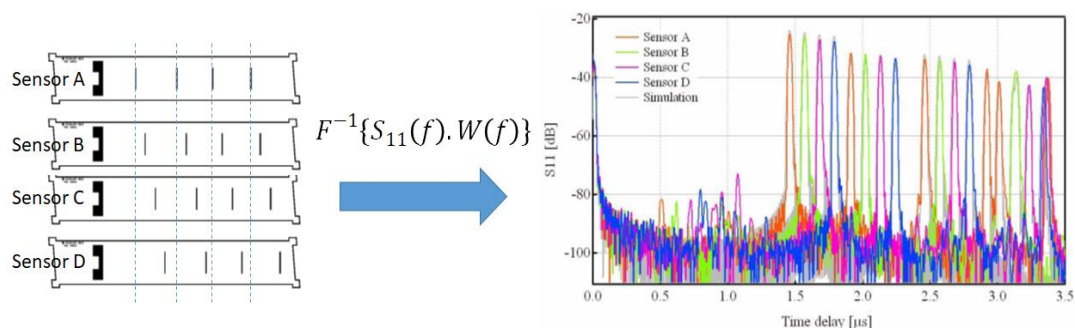 Sensor A
Sensor B
Sensor C
Sensor D
F⁻¹{S₁₁(f).W(f)}
-20
-40
-60
-80
-100
S11 [dB]
Sensor A
Sensor B
Sensor C
Sensor D
Simulation
0.0 0.5 1.0 1.5 2.0 2.5 3.0 3.5
Time delay [µs]